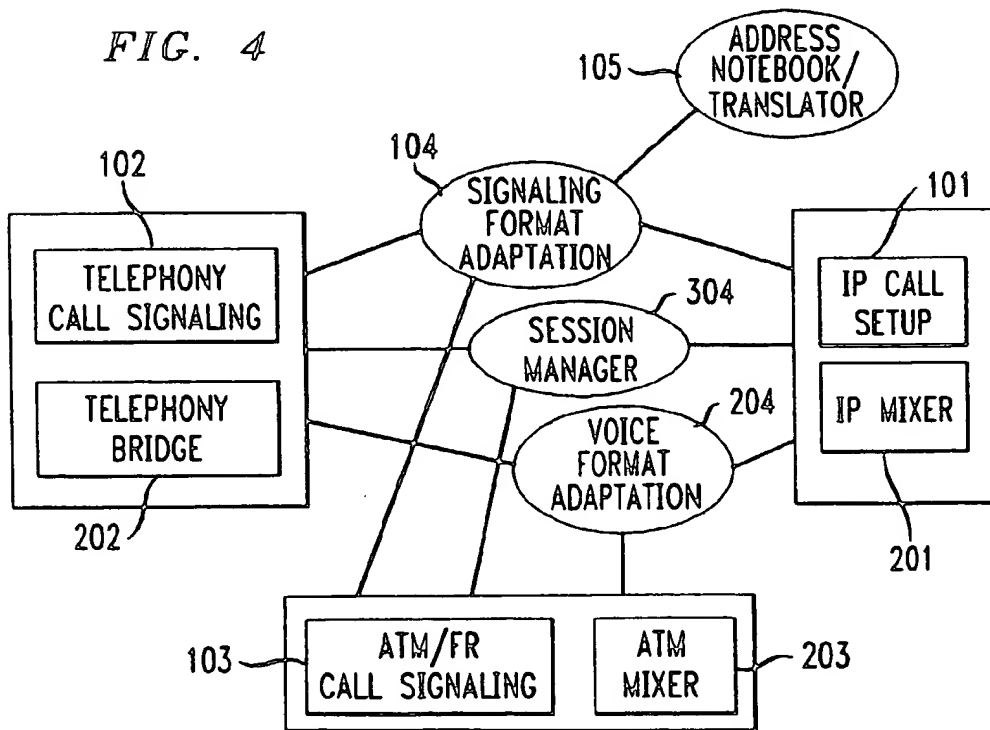 FIG. 4
ADDRESS
NOTEBOOK/
TRANSLATOR
105
104
SIGNALING
FORMAT
ADAPTATION
102
TELEPHONY
CALL SIGNALING
101
IP CALL
SETUP
304
SESSION
MANAGER
TELEPHONY
BRIDGE
204
VOICE
FORMAT
ADAPTATION
IP MIXER
202
201
103
ATM/FR
CALL SIGNALING
ATM
MIXER
203